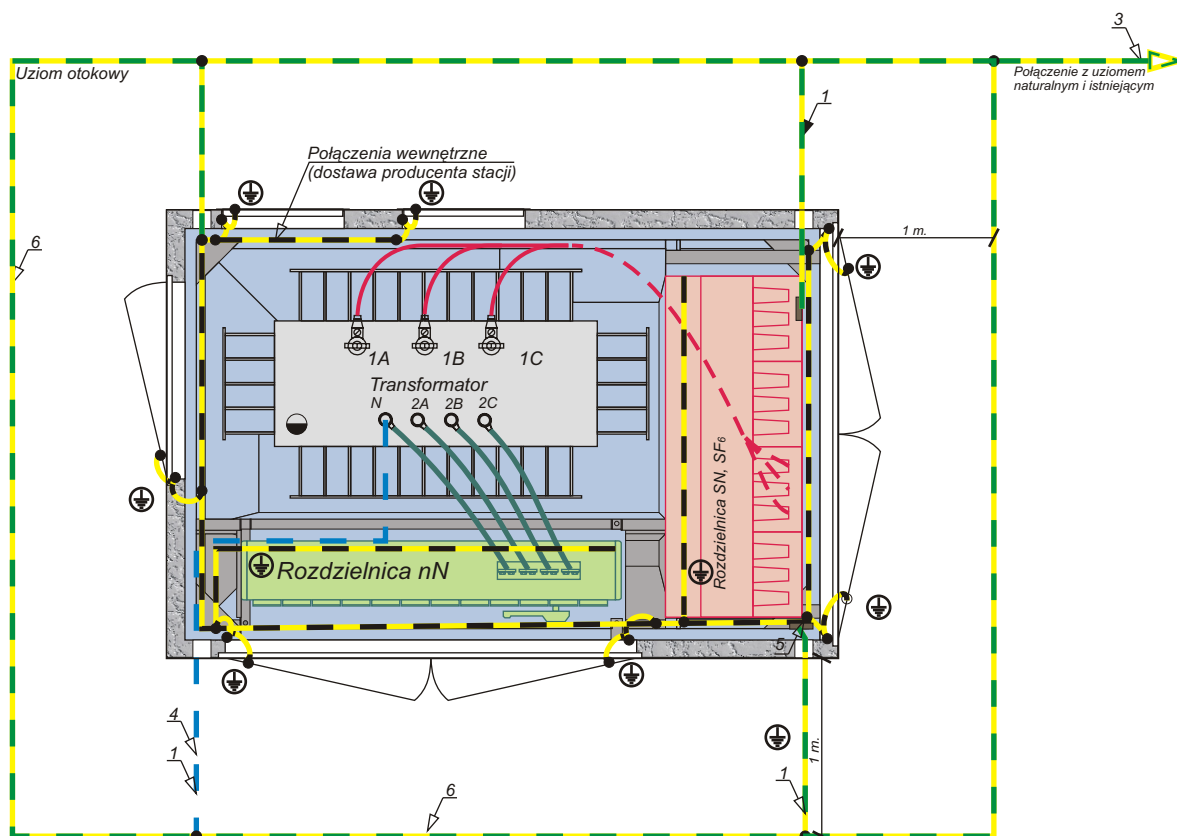 3
Uziom otokowy
Połączenie z uziomem
naturalnym i istniejącym
1
Połączenia wewnętrzne
(dostawa producenta stacji)
6
1 m.
1A
1B
1C
Transformator
N
2A
2B
2C
Rozdzielnica SN, SF₆
Rozdzielnica nN
5
4
1
1
1 m.
6